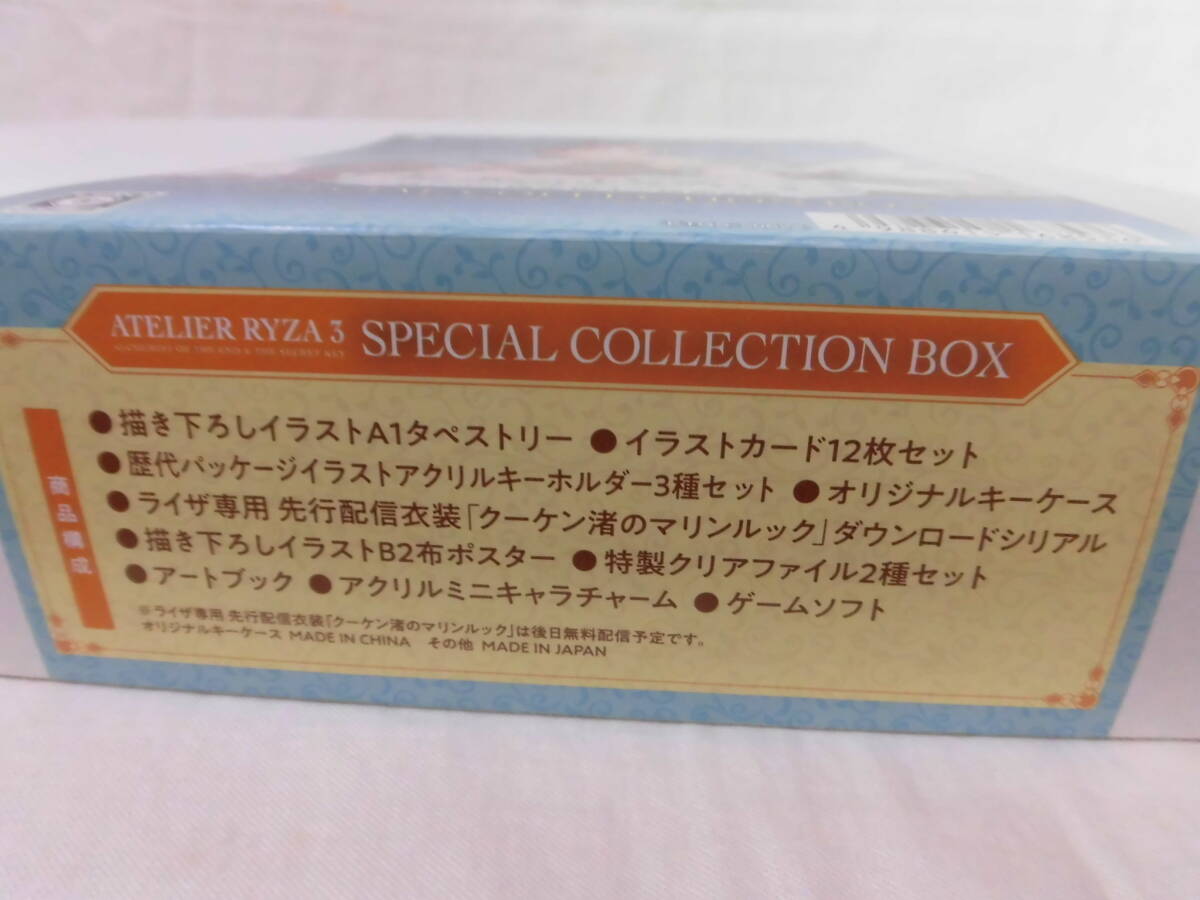 ATELIER RYZA 3 SPECIAL COLLECTION BOX
ALCHEMIST OF THE END & THE SECRET KEY
商品構成
●描き下ろしイラストA1タペストリー ●イラストカード12枚セット
●歴代パッケージイラストアクリルキーホルダー3種セット ●オリジナルキーケース
●ライザ専用 先行配信衣装「クーケン渚のマリンルック」ダウンロードシリアル
●描き下ろしイラストB2布ポスター ●特製クリアファイル2種セット
●アートブック ●アクリルミニキャラチャーム ●ゲームソフト
※ライザ専用 先行配信衣装「クーケン渚のマリンルック」は後日無料配信予定です。
オリジナルキーケース MADE IN CHINA その他 MADE IN JAPAN